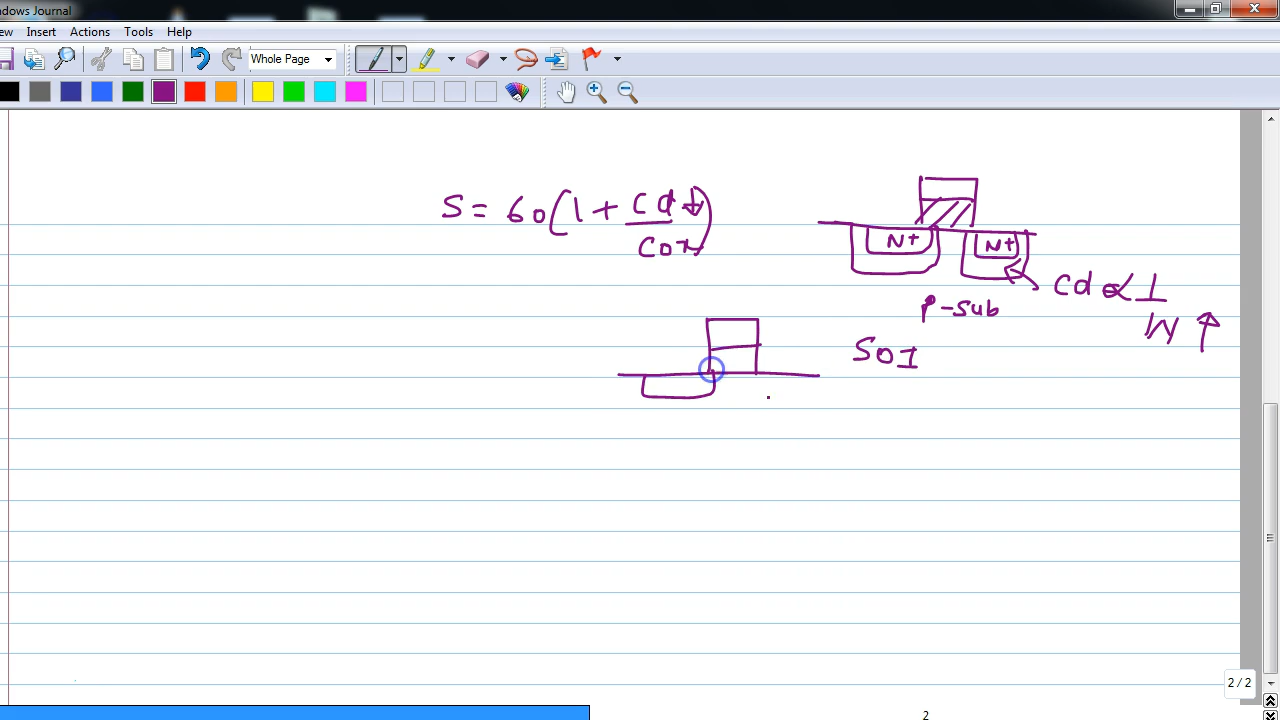 ndows Journal
ew Insert Actions Tools Help
Whole Page
S = 60(1 + Cd↓/Cox)
N+ N+
Cd ∝ 1/W ↑
P-sub
SOI
2 / 2
2